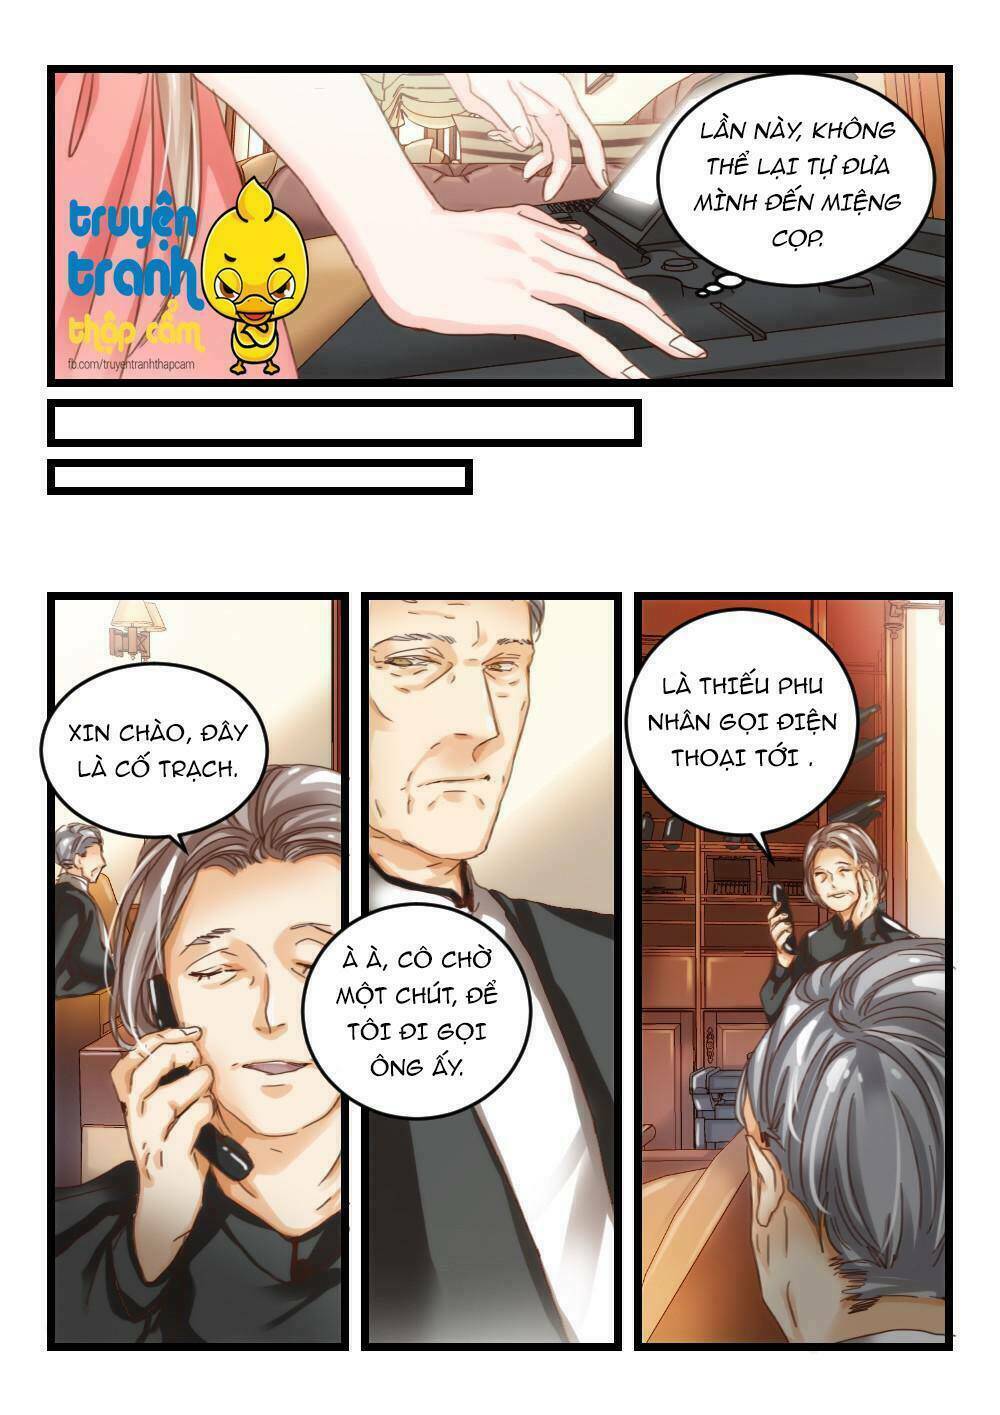 LẦN NÀY, KHÔNG
THỂ LẠI TỰ ĐƯA
MÌNH ĐẾN MIỆNG
CỌP.
truyện
tranh
thập cẩm
fb.com/truyentranhthapcam
XIN CHÀO, ĐÂY
LÀ CỐ TRẠCH.
À À, CÔ CHỜ
MỘT CHÚT, ĐỂ
TÔI ĐI GỌI
ÔNG ẤY.
LÀ THIẾU PHU
NHÂN GỌI ĐIỆN
THOẠI TỚI .